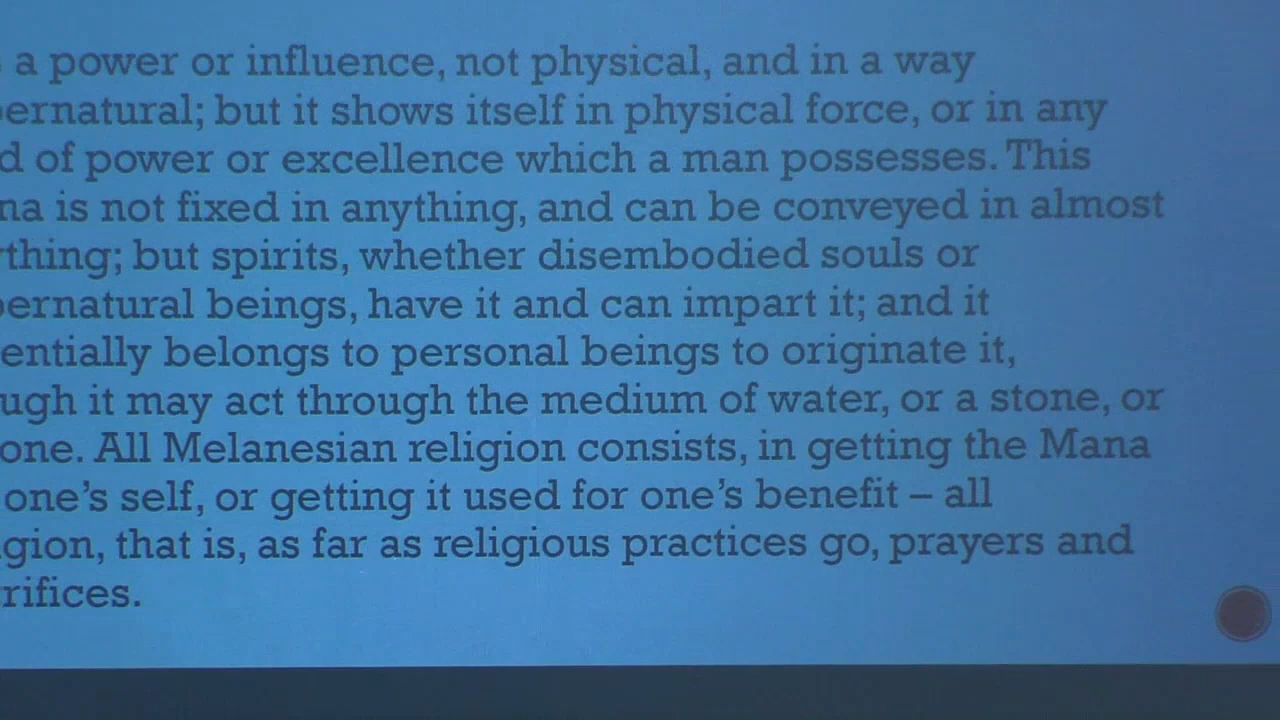 a power or influence, not physical, and in a way
ernatural; but it shows itself in physical force, or in any
d of power or excellence which a man possesses. This
na is not fixed in anything, and can be conveyed in almost
thing; but spirits, whether disembodied souls or
ernatural beings, have it and can impart it; and it
entially belongs to personal beings to originate it,
ugh it may act through the medium of water, or a stone, or
one. All Melanesian religion consists, in getting the Mana
one's self, or getting it used for one's benefit – all
gion, that is, as far as religious practices go, prayers and
rifices.